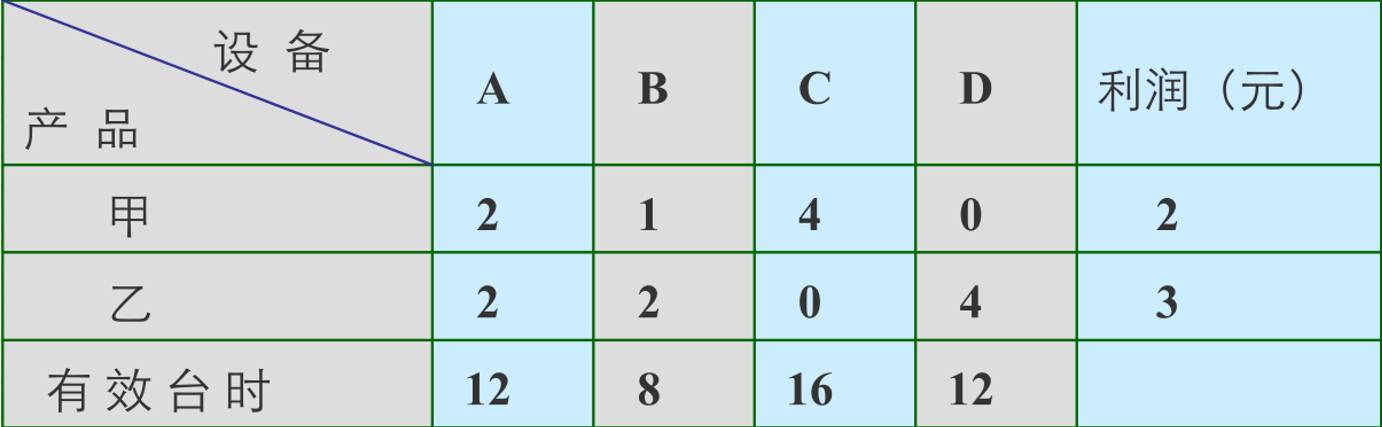 设 备
产 品
A B C D 利润（元）
甲 2 1 4 0 2
乙 2 2 0 4 3
有 效 台 时 12 8 16 12